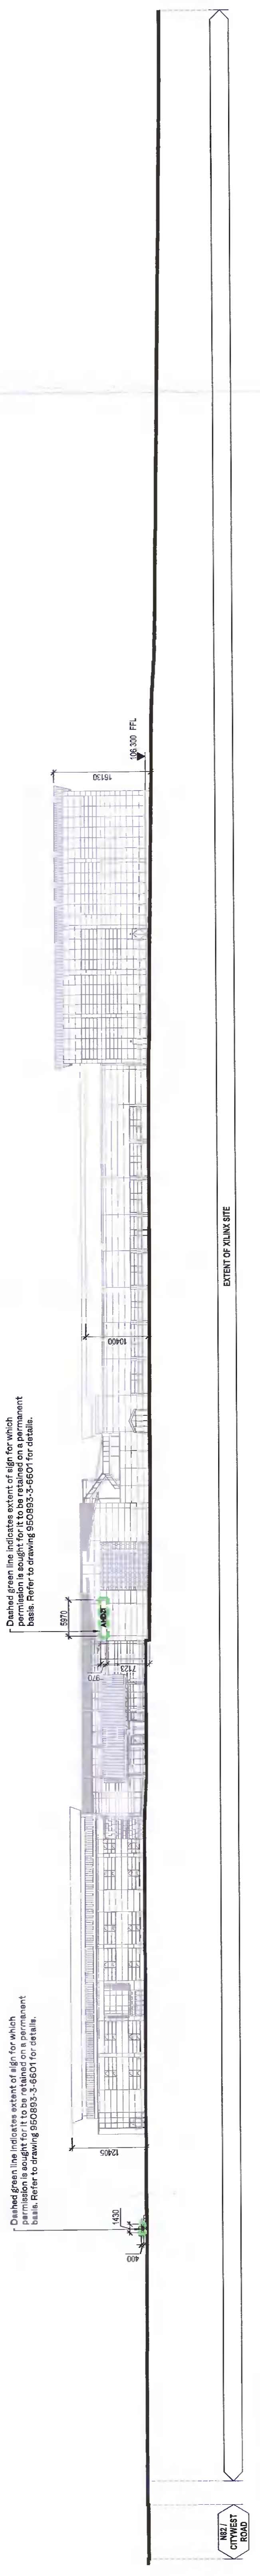 Dashed green line indicates extent of sign for which
permission is sought for it to be retained on a permanent
basis. Refer to drawing 950893-3-6601 for details.
1430
400
12405
Dashed green line indicates extent of sign for which
permission is sought for it to be retained on a permanent
basis. Refer to drawing 950893-3-6601 for details.
5970
AMD
970
7123
10400
16130
106.300 FFL
N82 /
CITYWEST
ROAD
EXTENT OF XILINX SITE